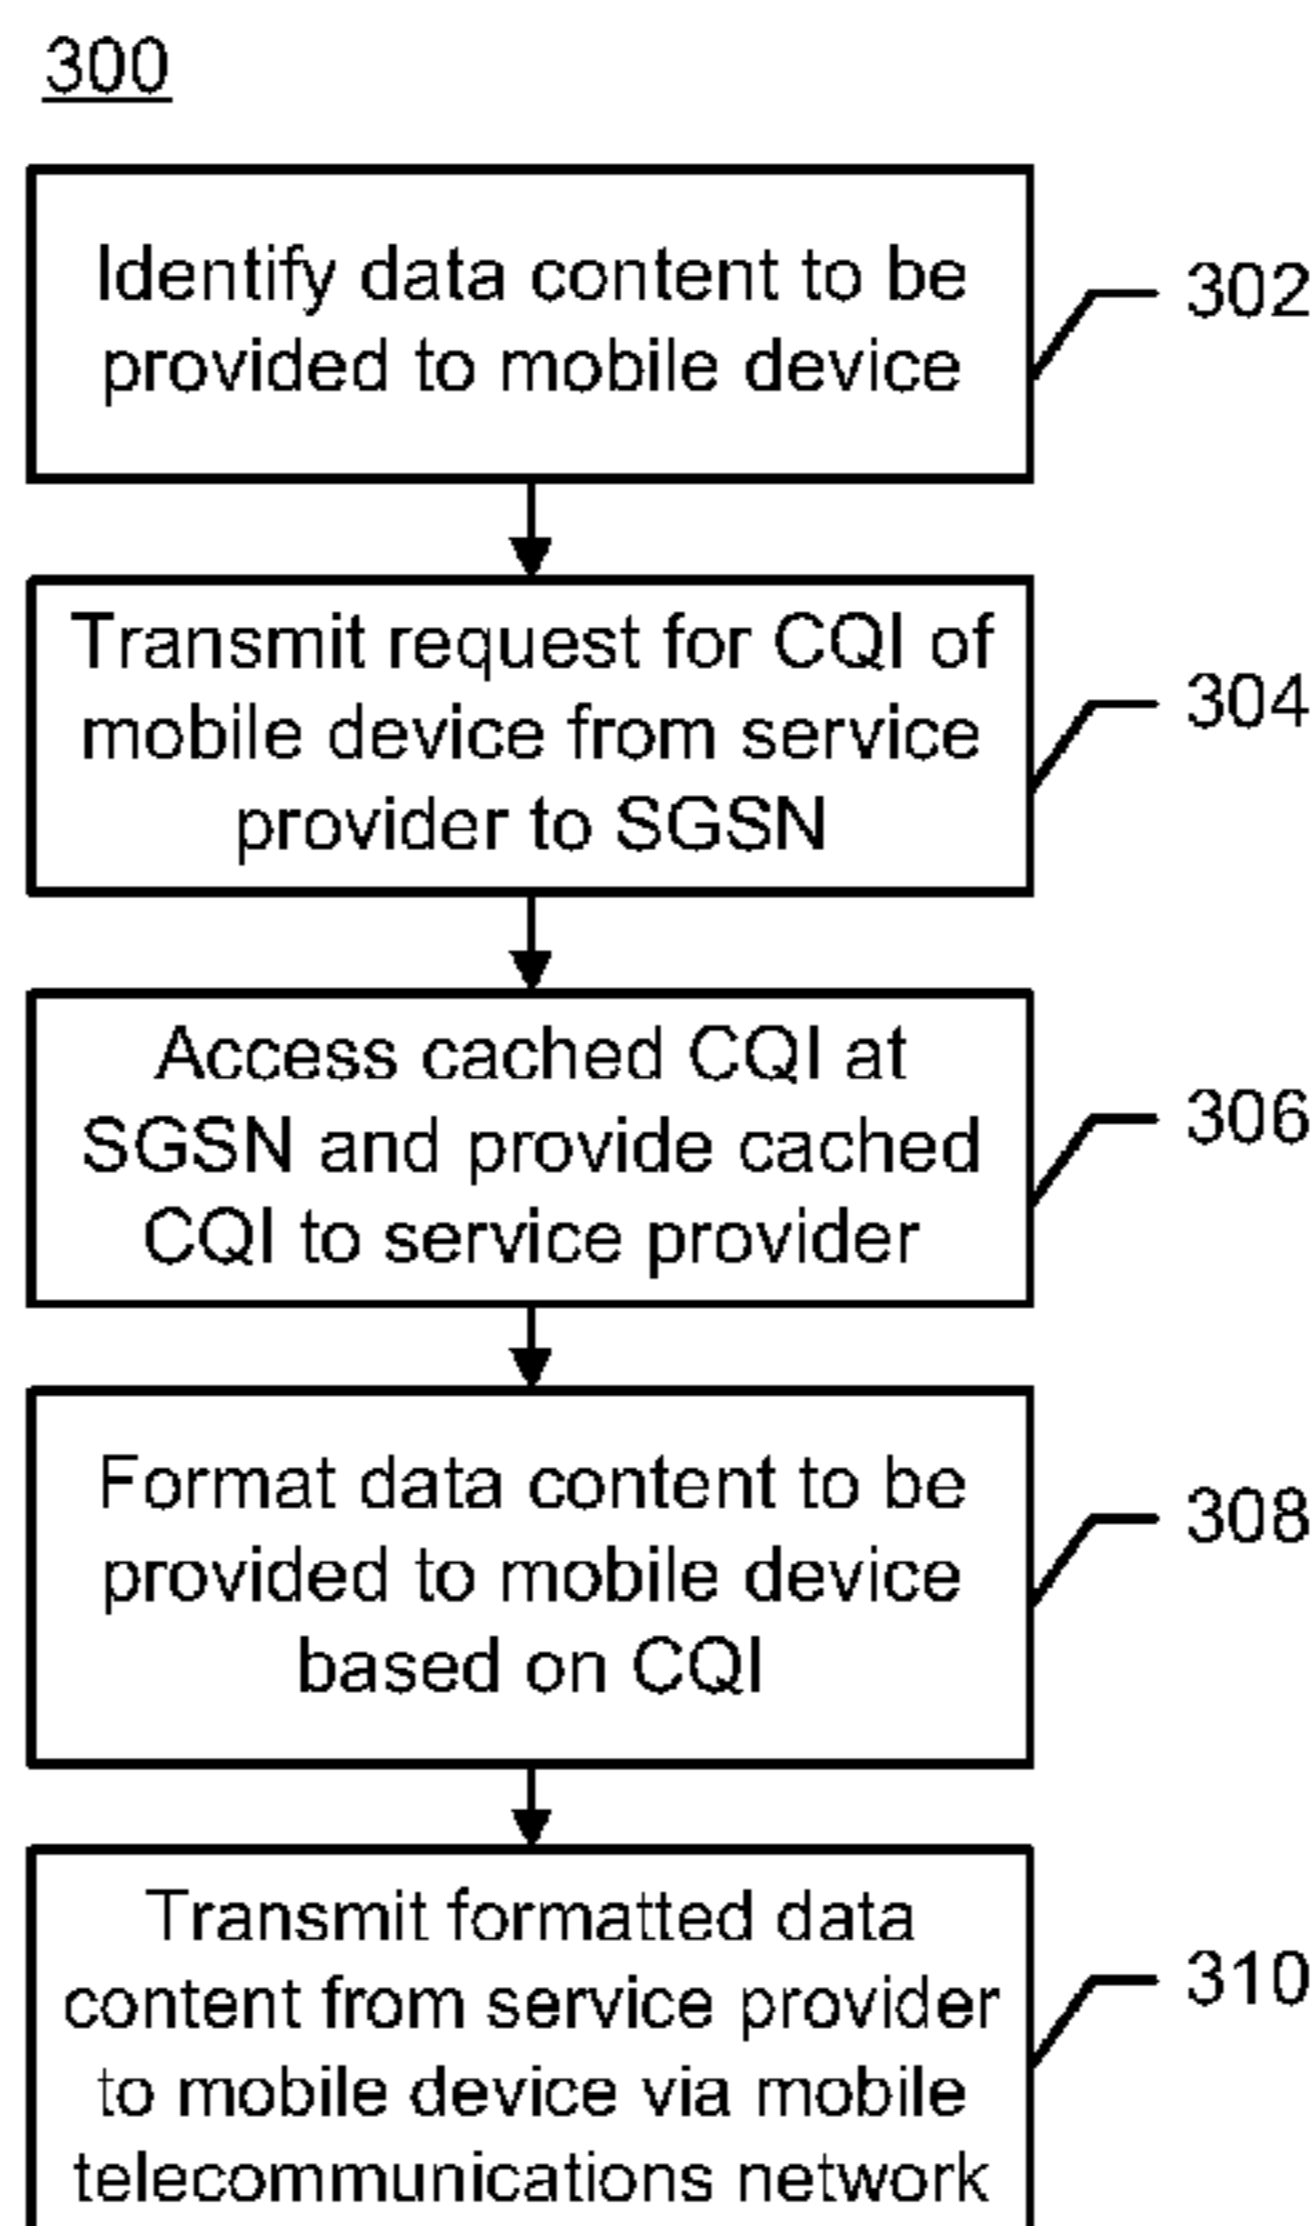 300
Identify data content to be
provided to mobile device
302
Transmit request for CQI of
mobile device from service
provider to SGSN
304
Access cached CQI at
SGSN and provide cached
CQI to service provider
306
Format data content to be
provided to mobile device
based on CQI
308
Transmit formatted data
content from service provider
to mobile device via mobile
telecommunications network
310